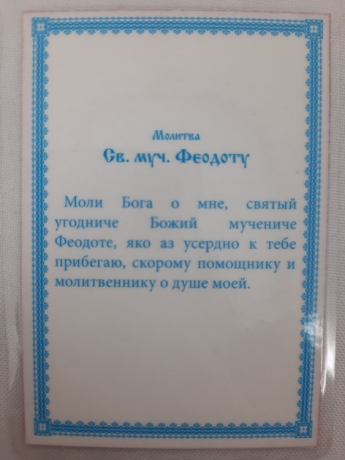 Молитва
Св. муч. Феодоту
Моли Бога о мне, святый
угодниче Божий мучениче
Феодоте, яко аз усердно к тебе
прибегаю, скорому помощнику и
молитвеннику о душе моей.